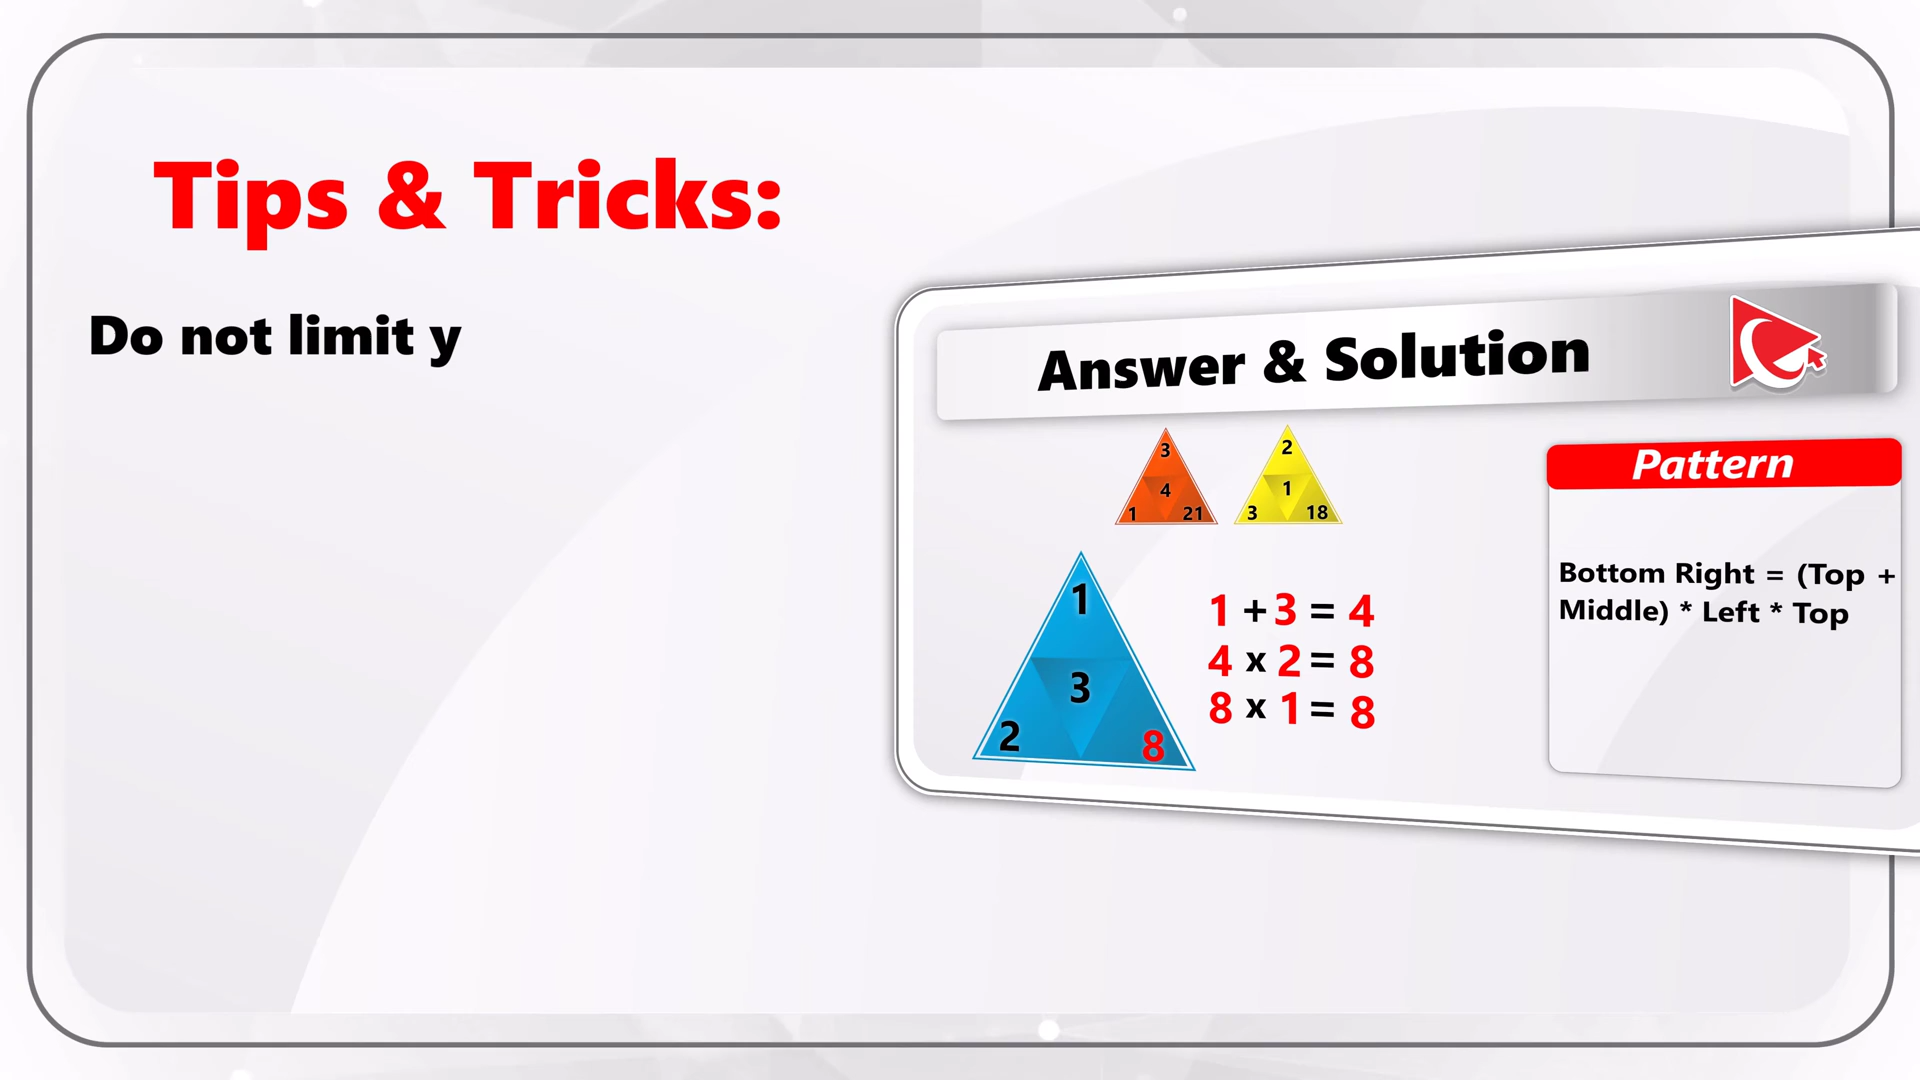 Tips & Tricks:
Do not limit y
Answer & Solution
3
4
1 21
2
1
3 18
Pattern
Bottom Right = (Top +
Middle) * Left * Top
1
3
2 8
1 + 3 = 4
4 x 2 = 8
8 x 1 = 8